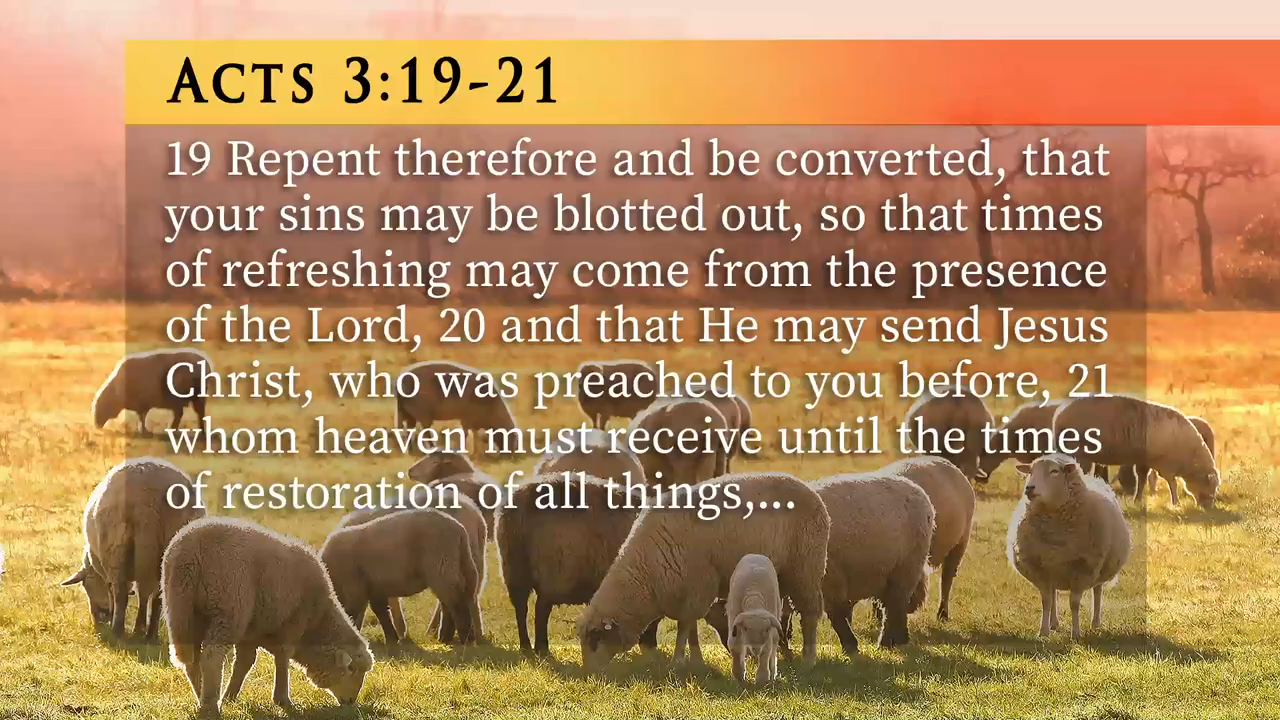 Acts 3:19-21
19 Repent therefore and be converted, that
your sins may be blotted out, so that times
of refreshing may come from the presence
of the Lord, 20 and that He may send Jesus
Christ, who was preached to you before, 21
whom heaven must receive until the times
of restoration of all things,...